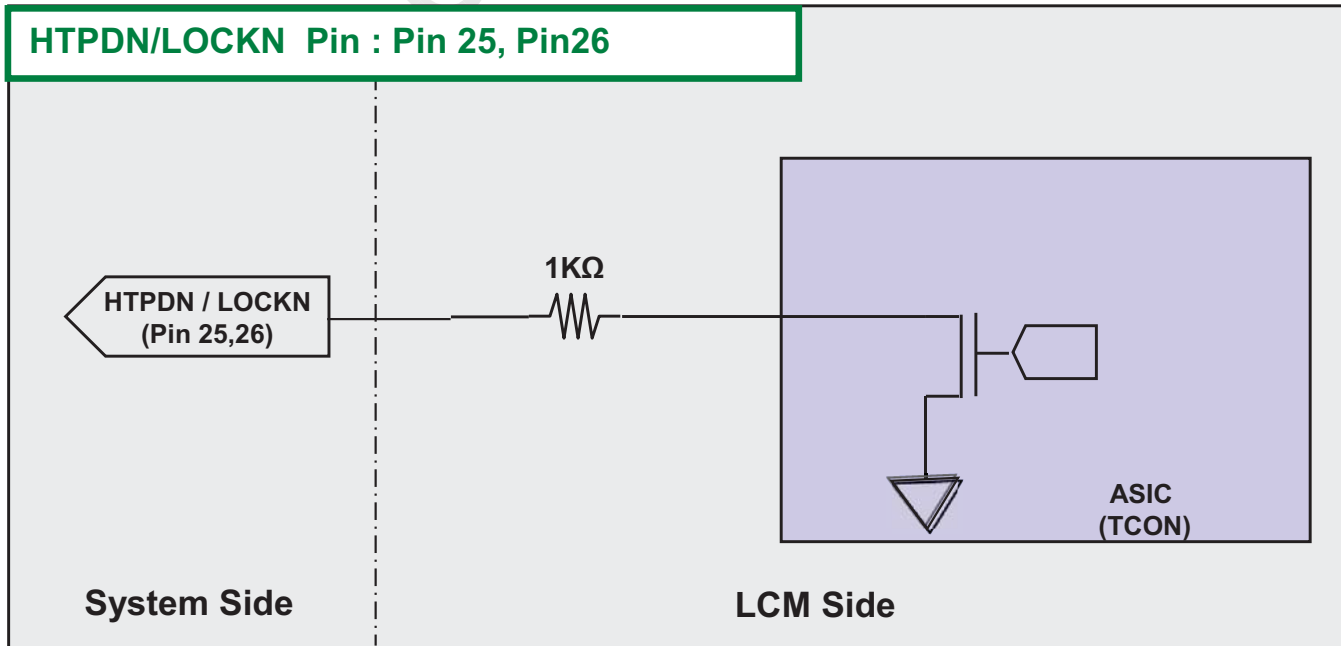 HTPDN/LOCKN Pin : Pin 25, Pin26
1KΩ
HTPDN / LOCKN
(Pin 25,26)
ASIC
(TCON)
System Side
LCM Side